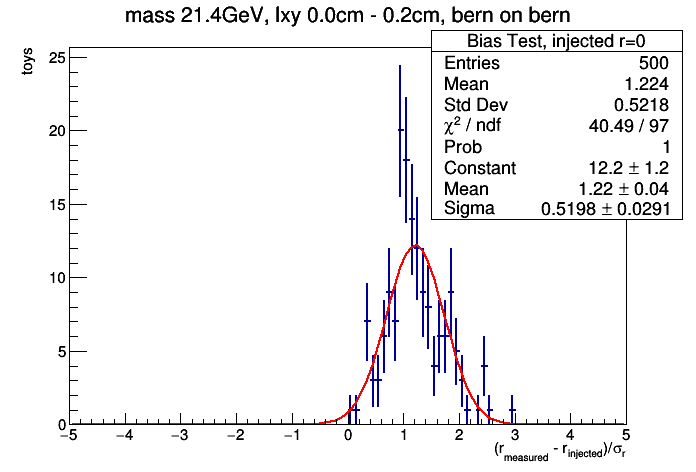 mass 21.4GeV, lxy 0.0cm - 0.2cm, bern on bern
toys
Bias Test, injected r=0
Entries 500
Mean 1.224
Std Dev 0.5218
χ² / ndf 40.49 / 97
Prob 1
Constant 12.2 ± 1.2
Mean 1.22 ± 0.04
Sigma 0.5198 ± 0.0291
25
20
15
10
5
0
−5 −4 −3 −2 −1 0 1 2 3 4 5
(r_measured - r_injected)/σ_r